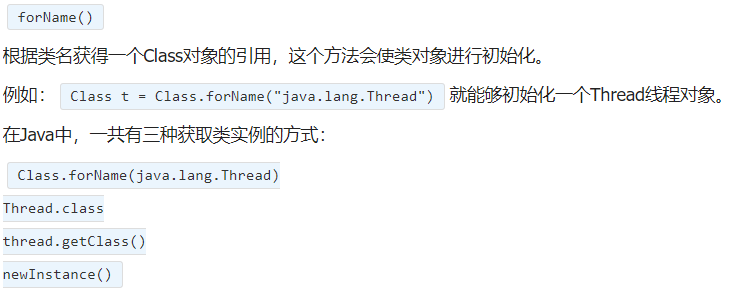 forName()
根据类名获得一个Class对象的引用，这个方法会使类对象进行初始化。
例如： Class t = Class.forName("java.lang.Thread") 就能够初始化一个Thread线程对象。
在Java中，一共有三种获取类实例的方式：
Class.forName(java.lang.Thread)
Thread.class
thread.getClass()
newInstance()